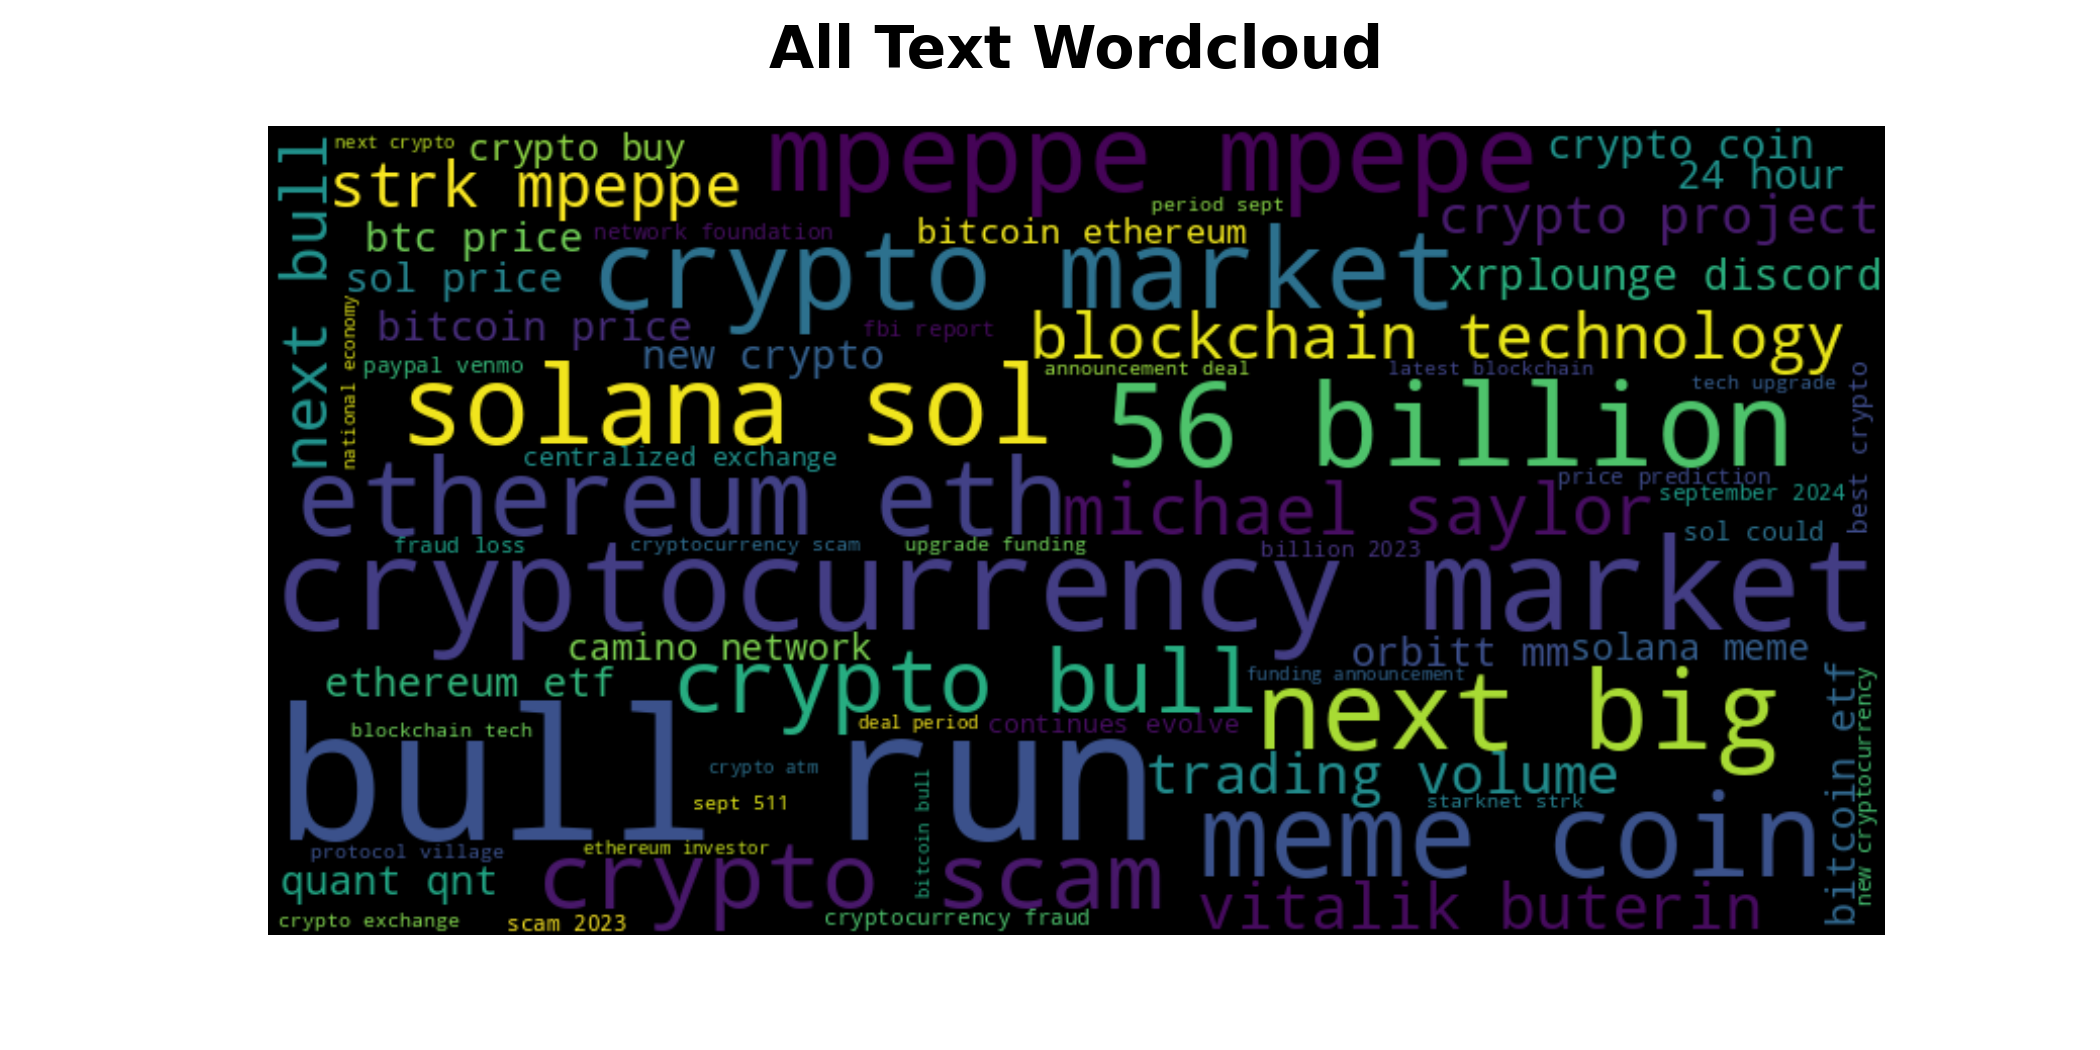 All Text Wordcloud
next bull
next crypto
crypto buy
mpeppe mpepe
crypto coin
24 hour
strk mpeppe
period sept
crypto project
btc price
network foundation
bitcoin ethereum
sol price
crypto market
xrplounge discord
national economy
bitcoin price
fbi report
blockchain technology
new crypto
paypal venmo
announcement deal
latest blockchain
tech upgrade
best crypto
solana sol
56 billion
centralized exchange
ethereum eth
michael saylor
price prediction
september 2024
sol could
fraud loss
cryptocurrency scam
upgrade funding
billion 2023
cryptocurrency market
camino network
orbitt mm
solana meme
ethereum etf
crypto bull
funding announcement
next big
bitcoin etf
new cryptocurrency
blockchain tech
deal period
continues evolve
bull run
crypto atm
trading volume
sept 511
bitcoin bull
starknet strk
meme coin
protocol village
ethereum investor
quant qnt
crypto scam
vitalik buterin
crypto exchange
scam 2023
cryptocurrency fraud